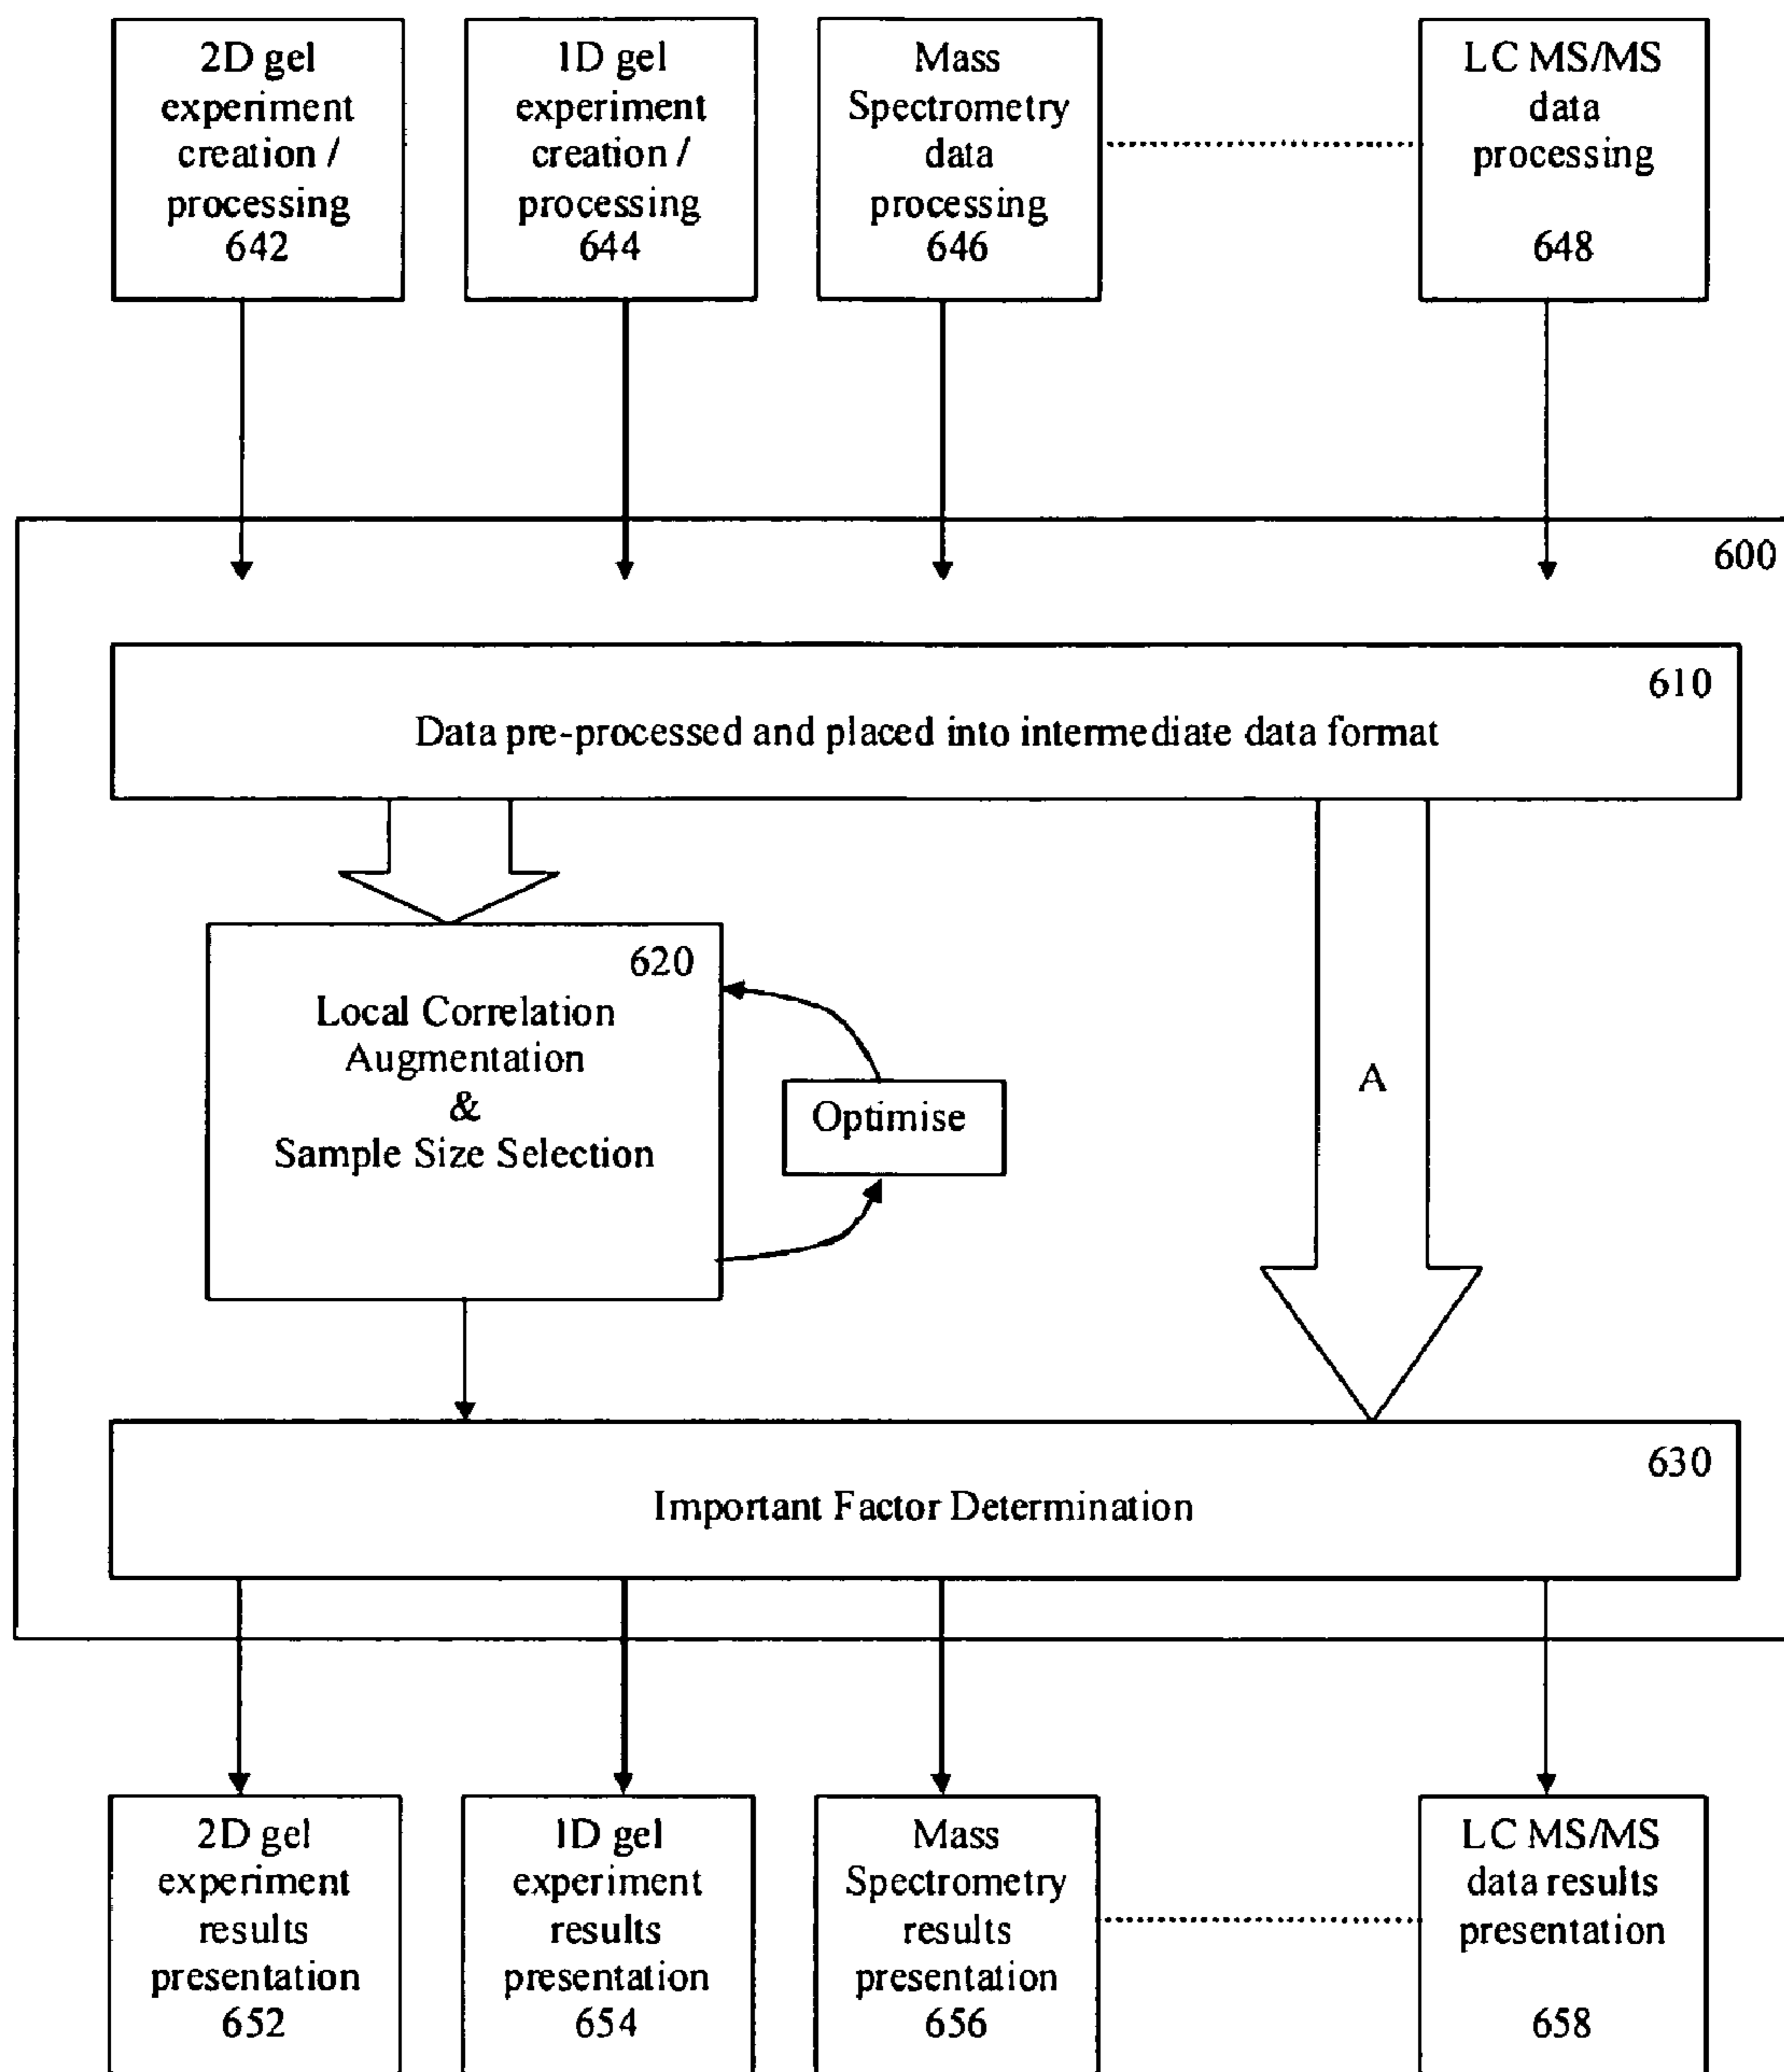 2D gel
experiment
creation /
processing
642
1D gel
experiment
creation /
processing
644
Mass
Spectrometry
data
processing
646
LC MS/MS
data
processing
648
600
610
Data pre-processed and placed into intermediate data format
620
Local Correlation
Augmentation
&
Sample Size Selection
Optimise
A
630
Important Factor Determination
2D gel
experiment
results
presentation
652
1D gel
experiment
results
presentation
654
Mass
Spectrometry
results
presentation
656
LC MS/MS
data results
presentation
658